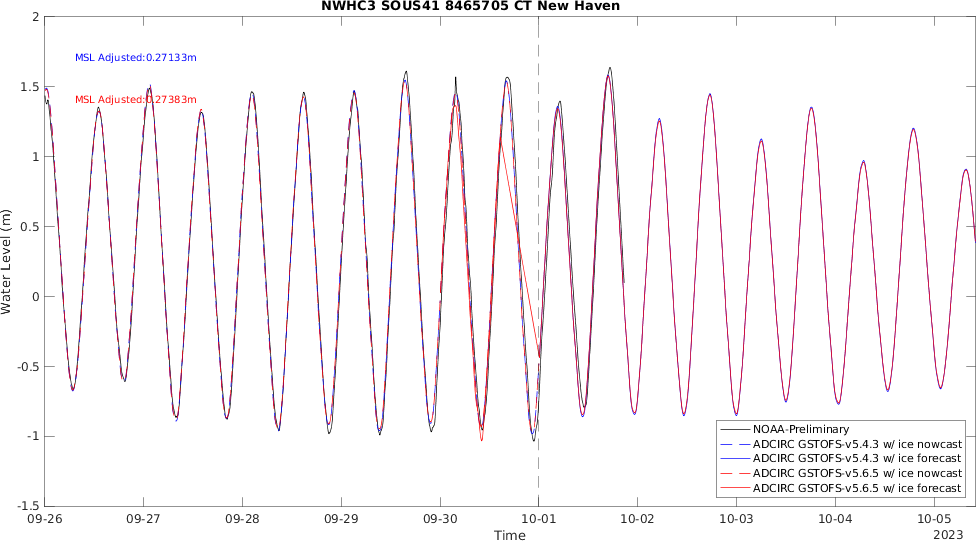 NWHC3 SOUS41 8465705 CT New Haven
2
1.5
1
0.5
0
-0.5
-1
-1.5
Water Level (m)
MSL Adjusted:0.27133m
MSL Adjusted:0.27383m
NOAA-Preliminary
ADCIRC GSTOFS-v5.4.3 w/ ice nowcast
ADCIRC GSTOFS-v5.4.3 w/ ice forecast
ADCIRC GSTOFS-v5.6.5 w/ ice nowcast
ADCIRC GSTOFS-v5.6.5 w/ ice forecast
09-26 09-27 09-28 09-29 09-30 10-01 10-02 10-03 10-04 10-05
Time
2023